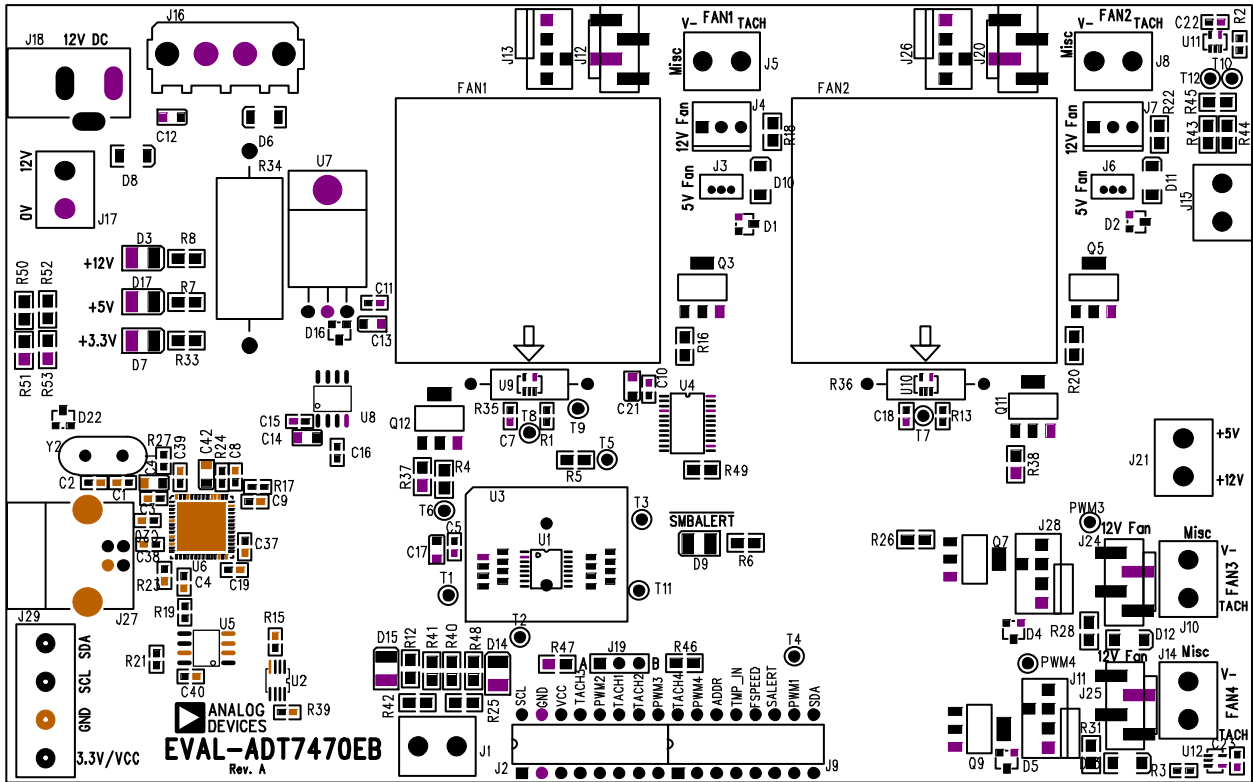 J16
J18 12V DC
J13
J12
V- FAN1 TACH
Misc
J5
J26
J20
V- FAN2 TACH
Misc
J8
C22
R2
U11
T12
T10
FAN1
FAN2
C12
D6
12V Fan
J4
R18
12V Fan
J7
R22
R45
R43
R44
12V
0V
J17
D8
R34
U7
5V Fan
J3
D10
D1
5V Fan
J6
D11
D2
J15
+12V
D3
R8
+5V
D17
R7
+3.3V
D7
R33
R50
R52
R51
R53
D16
C11
C13
Q3
R16
Q5
R20
U9
R35
C7
T8
R1
T9
C21
C10
U4
R36
U10
C18
T7
R13
Q11
R38
D22
C15
C14
U8
C16
Q12
R37
R4
T6
R5
T5
R49
J21
+5V
+12V
Y2
R27
C39
C42
R24
C8
R17
C9
C2
C1
C3
C38
U6
C37
C19
R23
C4
R19
J27
C17
C5
T1
U3
U1
T3
T11
T2
SMBALERT
D9
R6
R26
Q7
J28
PWM3
J24
12V Fan
Misc
V-
FAN3
TACH
J10
D4
R28
D12
PWM4
J11
12V Fan
J25
J14
Misc
V-
FAN4
TACH
Q9
D5
R31
R3
U12
C23
J29
SDA
SCL
GND
3.3V/VCC
R21
U5
C40
R15
U2
R39
D15
R12
R41
R40
R48
D14
R42
R25
R47
A J19 B
R46
T4
SCL GND VCC TACH3 PWM2 TACH1 TACH2 PWM3 TACH4 PWM4 ADDR TMP_IN FSPEED SALERT PWM1 SDA
J1
J2
J9
ANALOG
DEVICES
EVAL-ADT7470EB
Rev. A